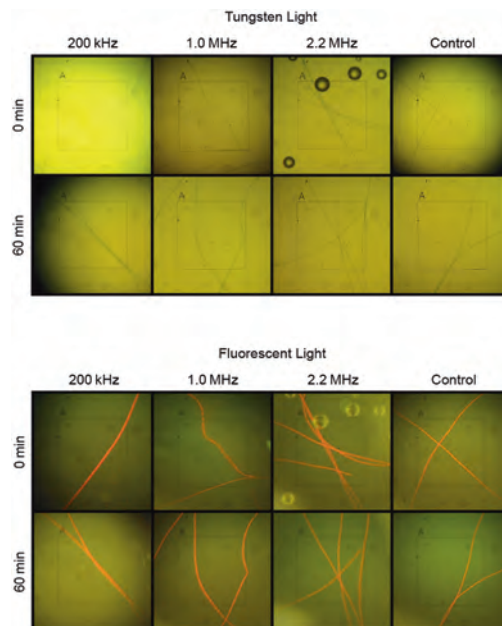 Tungsten Light
200 kHz 1.0 MHz 2.2 MHz Control
0 min
A A A A
60 min
A A A A
Fluorescent Light
200 kHz 1.0 MHz 2.2 MHz Control
0 min
60 min